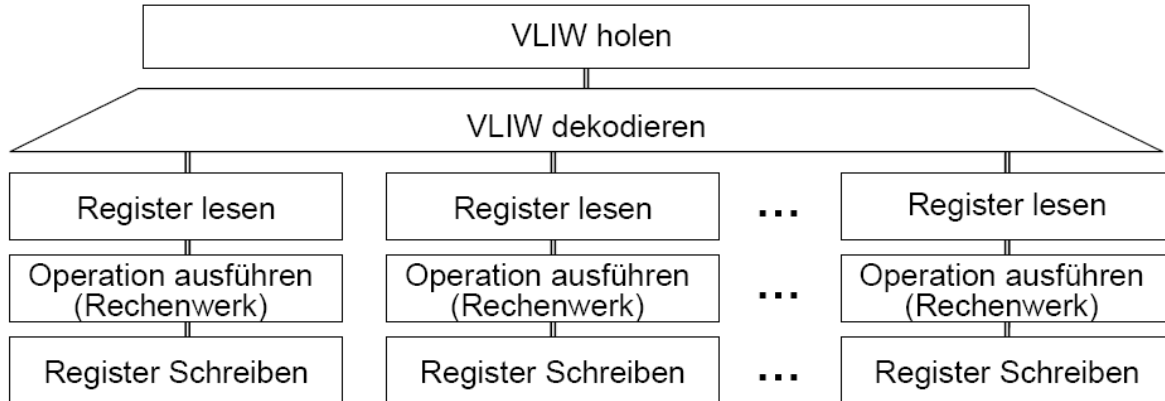 VLIW holen
VLIW dekodieren
Register lesen
Register lesen
...
Register lesen
Operation ausführen
(Rechenwerk)
Operation ausführen
(Rechenwerk)
...
Operation ausführen
(Rechenwerk)
Register Schreiben
Register Schreiben
...
Register Schreiben